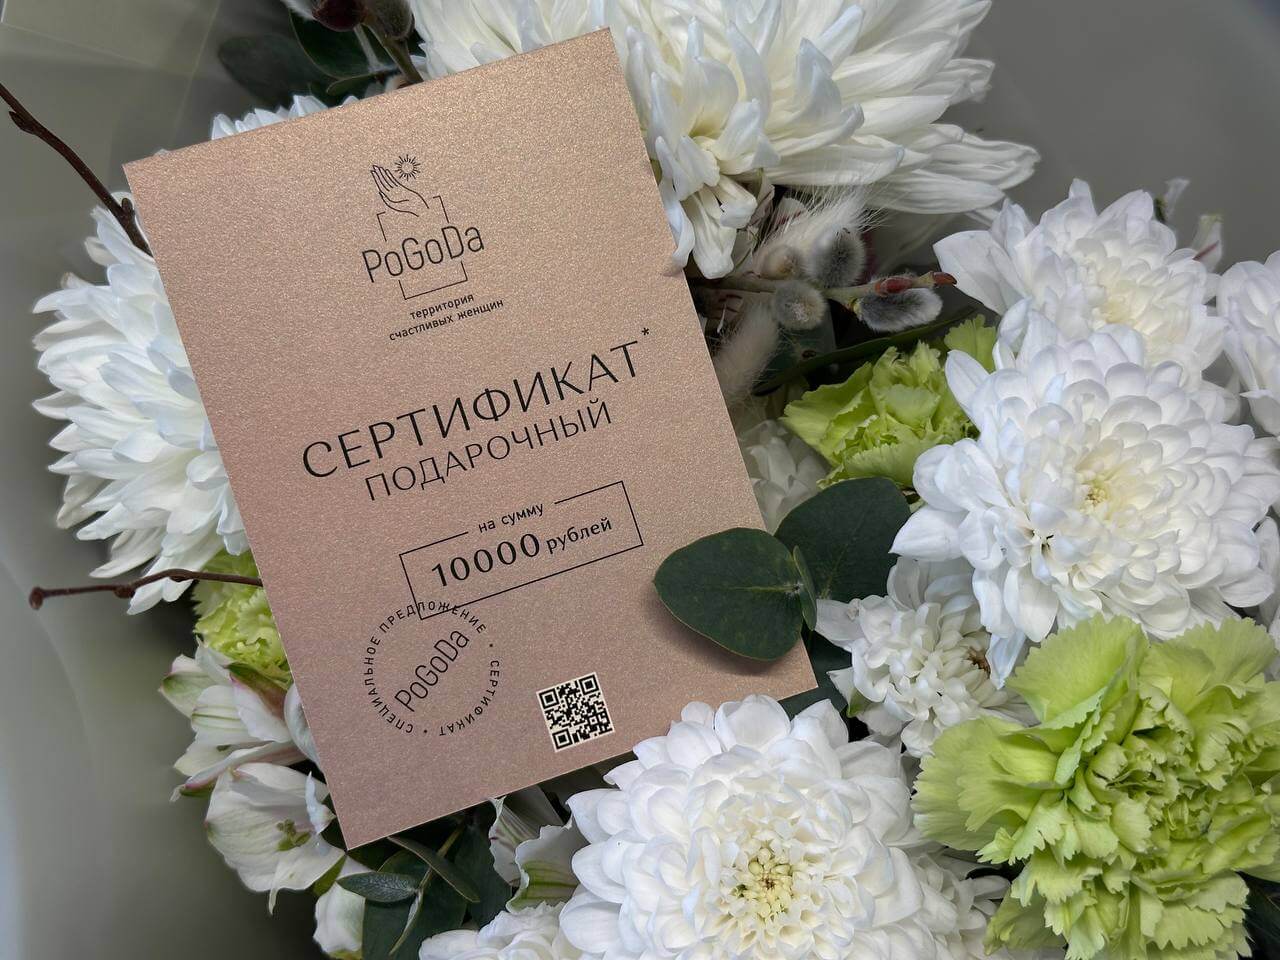 PoGoDa
территория
счастливых женщин
СЕРТИФИКАТ*
ПОДАРОЧНЫЙ
на сумму
10000 рублей
СПЕЦИАЛЬНОЕ ПРЕДЛОЖЕНИЕ • СЕРТИФИКАТ •
PoGoDa